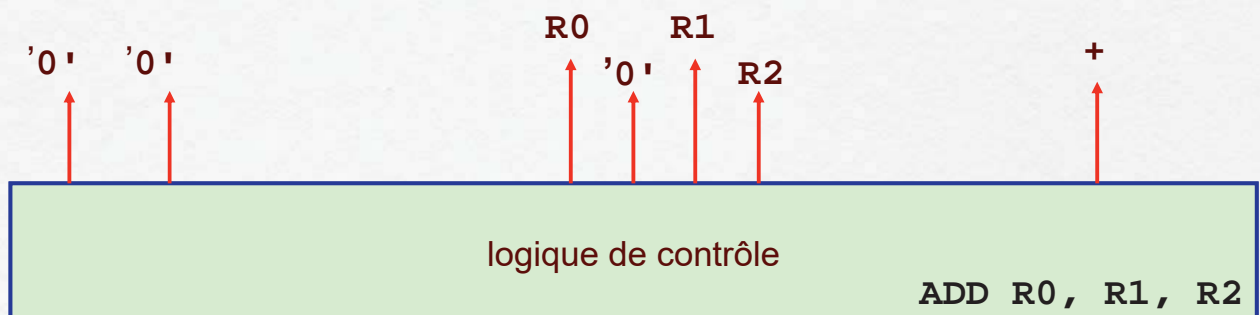 R0 R1
'0' '0' '0' R2 +
logique de contrôle
ADD R0, R1, R2